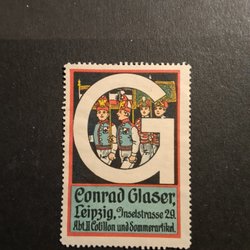 G
Conrad Glaser,
Leipzig, Inselstrasse 29.
Abt. II Cotillon und Sommerartikel.